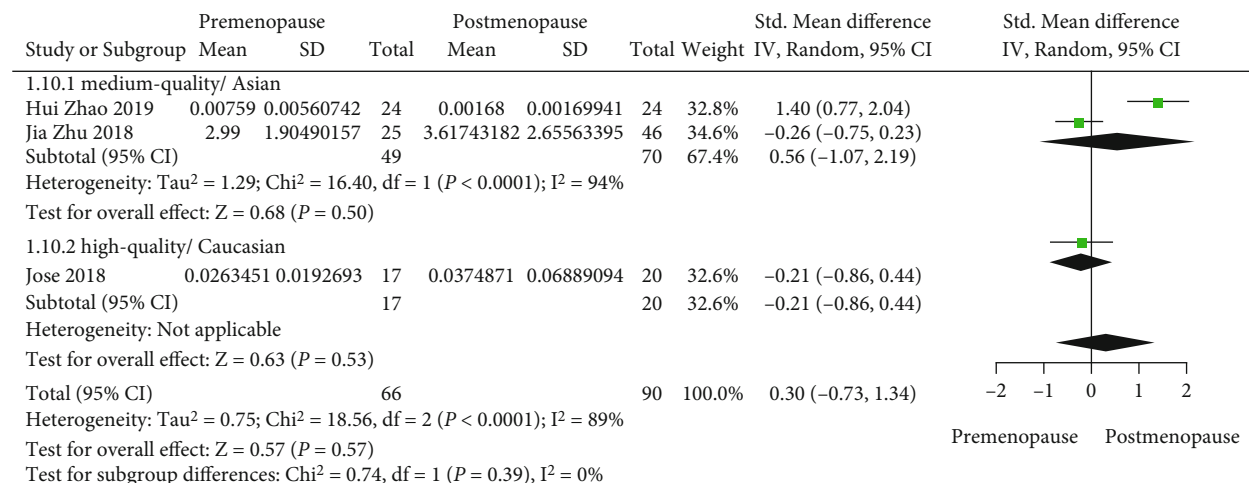 Premenopause Postmenopause Std. Mean difference Std. Mean difference
Study or Subgroup Mean SD Total Mean SD Total Weight IV, Random, 95% CI IV, Random, 95% CI
1.10.1 medium-quality/ Asian
Hui Zhao 2019 0.00759 0.00560742 24 0.00168 0.00169941 24 32.8% 1.40 (0.77, 2.04)
Jia Zhu 2018 2.99 1.90490157 25 3.61743182 2.65563395 46 34.6% –0.26 (–0.75, 0.23)
Subtotal (95% CI) 49 70 67.4% 0.56 (–1.07, 2.19)
Heterogeneity: Tau² = 1.29; Chi² = 16.40, df = 1 (P < 0.0001); I² = 94%
Test for overall effect: Z = 0.68 (P = 0.50)
1.10.2 high-quality/ Caucasian
Jose 2018 0.0263451 0.0192693 17 0.0374871 0.06889094 20 32.6% –0.21 (–0.86, 0.44)
Subtotal (95% CI) 17 20 32.6% –0.21 (–0.86, 0.44)
Heterogeneity: Not applicable
Test for overall effect: Z = 0.63 (P = 0.53)
Total (95% CI) 66 90 100.0% 0.30 (–0.73, 1.34)
Heterogeneity: Tau² = 0.75; Chi² = 18.56, df = 2 (P < 0.0001); I² = 89%
Test for overall effect: Z = 0.57 (P = 0.57)
Test for subgroup differences: Chi² = 0.74, df = 1 (P = 0.39), I² = 0%
–2 –1 0 1 2
Premenopause Postmenopause